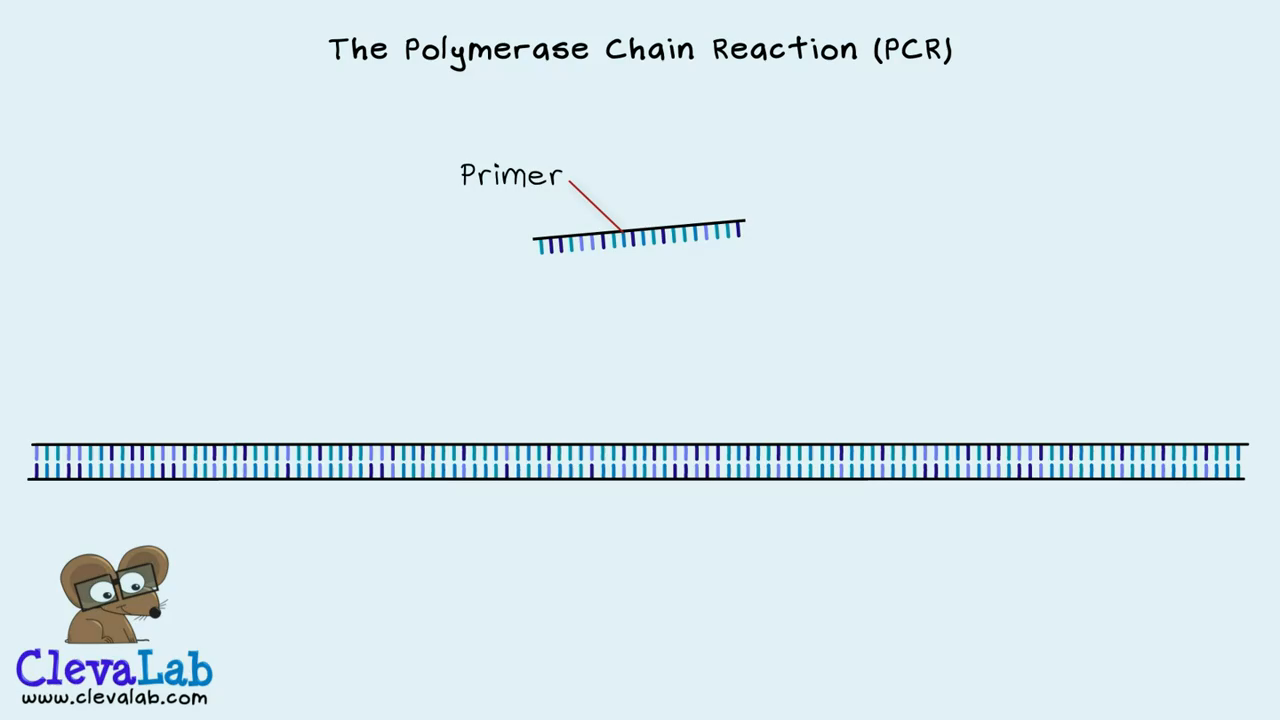 The Polymerase Chain Reaction (PCR)
Primer
ClevaLab
www.clevalab.com